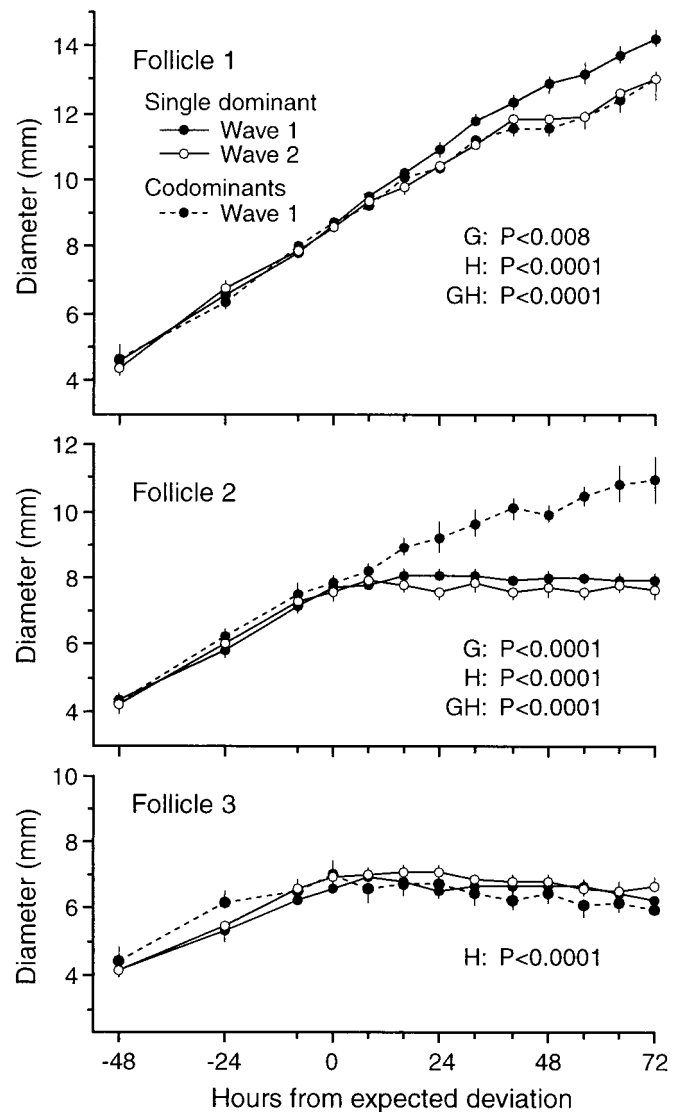 Diameter (mm)
14
12
10
8
6
4
Follicle 1
Single dominant
Wave 1
Wave 2
Codominants
Wave 1
G: P<0.008
H: P<0.0001
GH: P<0.0001
Diameter (mm)
12
10
8
6
4
Follicle 2
G: P<0.0001
H: P<0.0001
GH: P<0.0001
Diameter (mm)
10
8
6
4
Follicle 3
H: P<0.0001
-48 -24 0 24 48 72
Hours from expected deviation